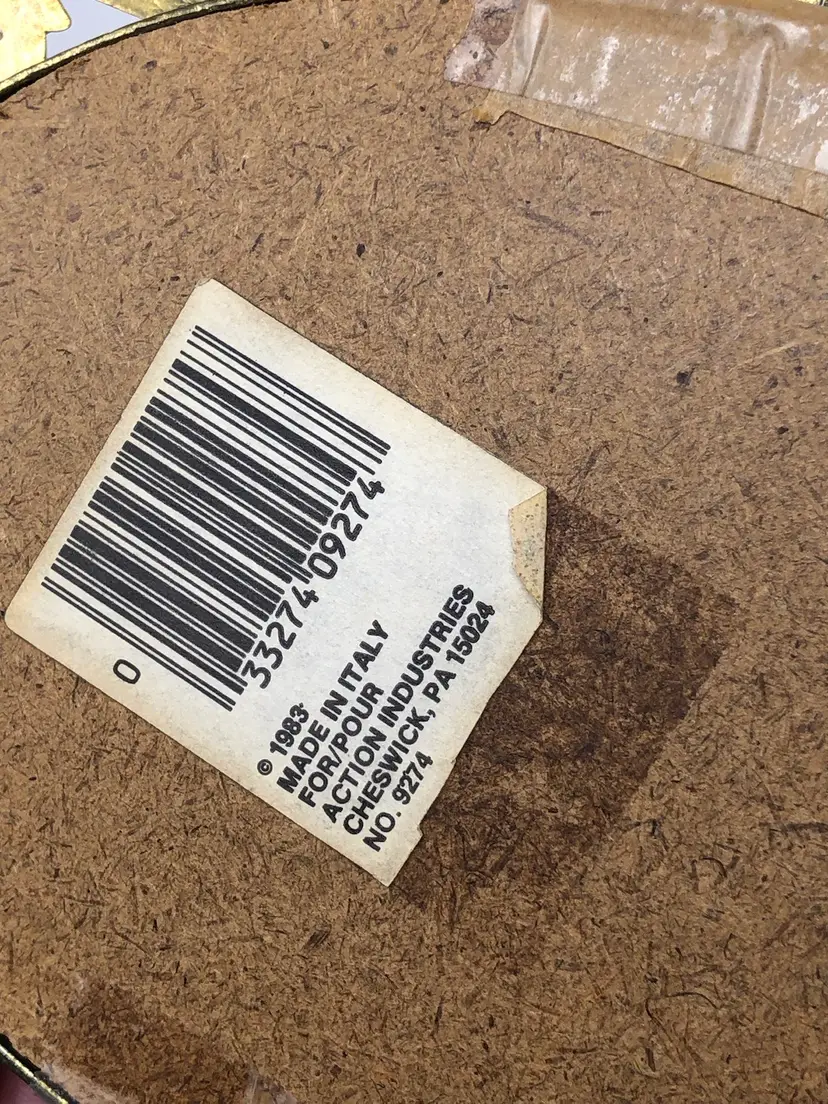 0
33274 09274
© 1983
MADE IN ITALY
FOR/POUR
ACTION INDUSTRIES
CHESWICK, PA 15024
NO. 9274